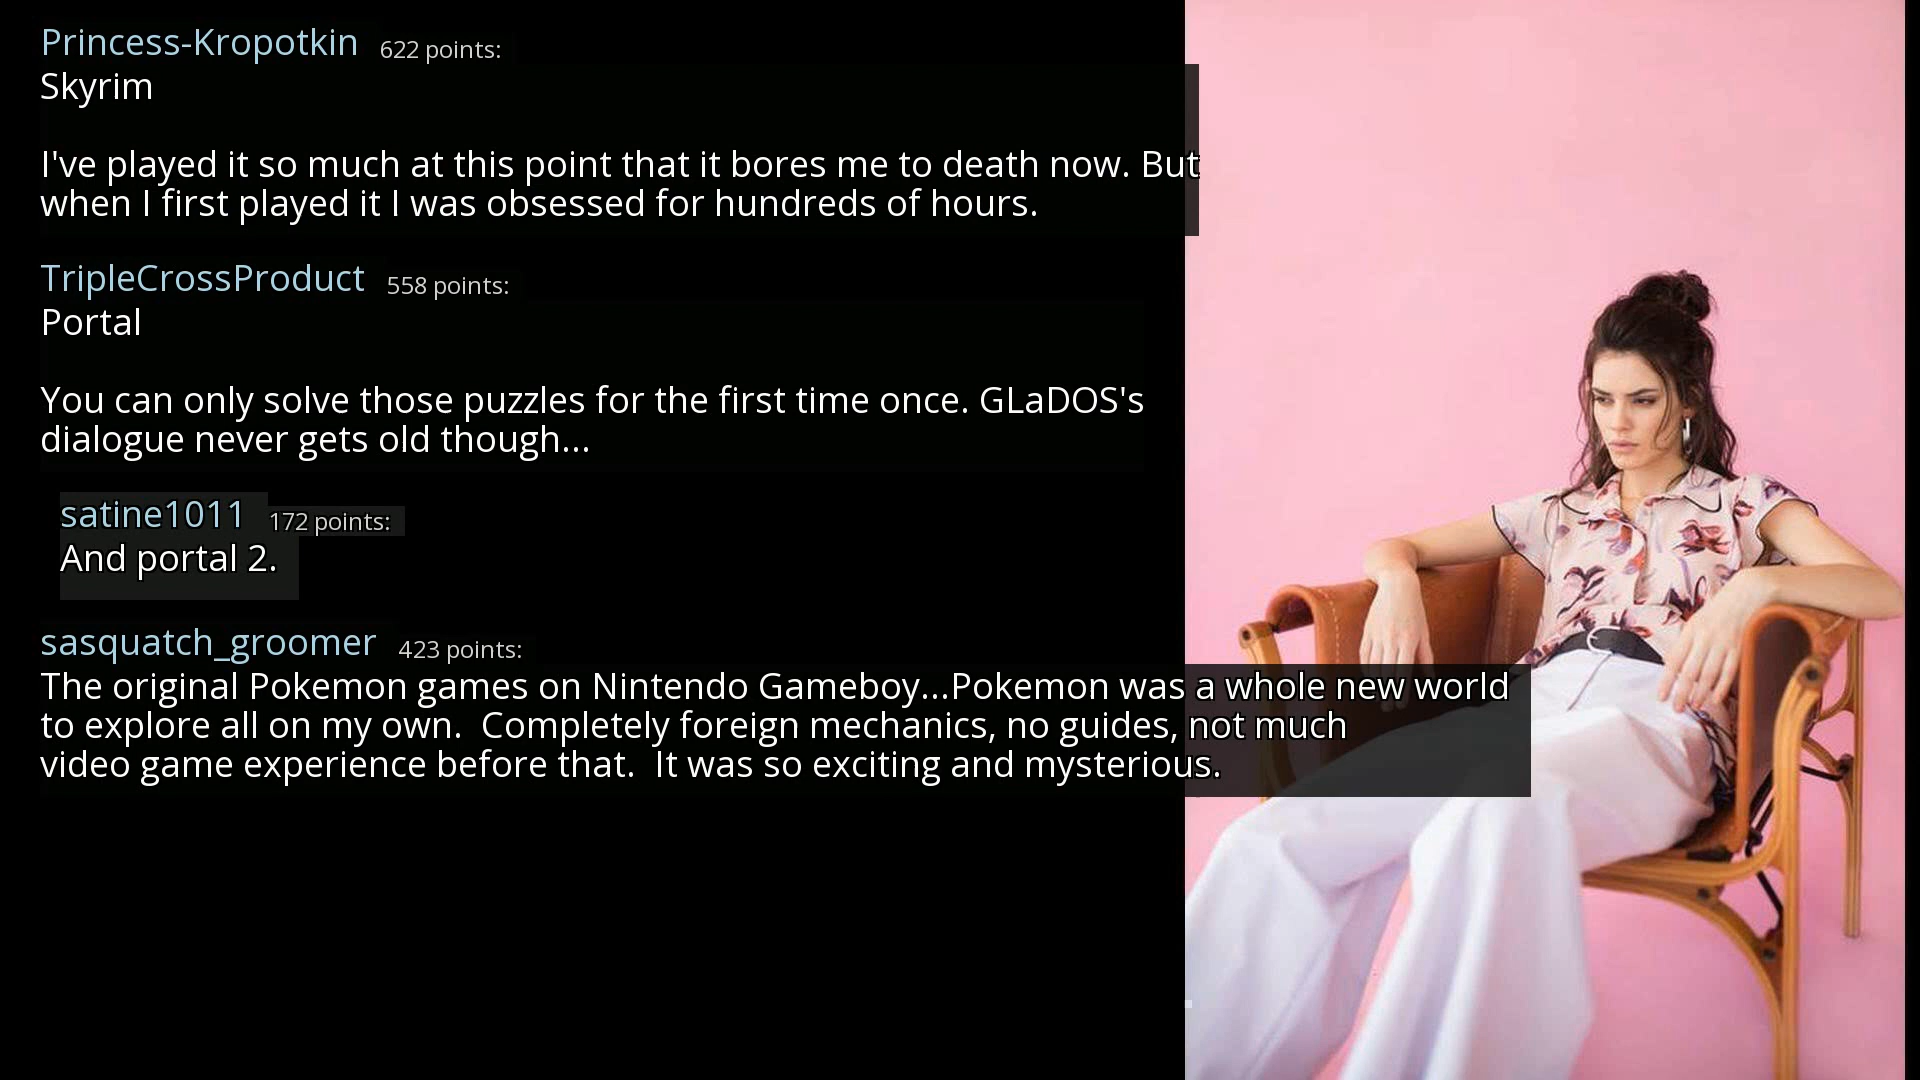 Princess-Kropotkin 622 points:
Skyrim
I've played it so much at this point that it bores me to death now. But
when I first played it I was obsessed for hundreds of hours.
TripleCrossProduct 558 points:
Portal
You can only solve those puzzles for the first time once. GLaDOS's
dialogue never gets old though...
satine1011 172 points:
And portal 2.
sasquatch_groomer 423 points:
The original Pokemon games on Nintendo Gameboy...Pokemon was a whole new world
to explore all on my own.  Completely foreign mechanics, no guides, not much
video game experience before that.  It was so exciting and mysterious.